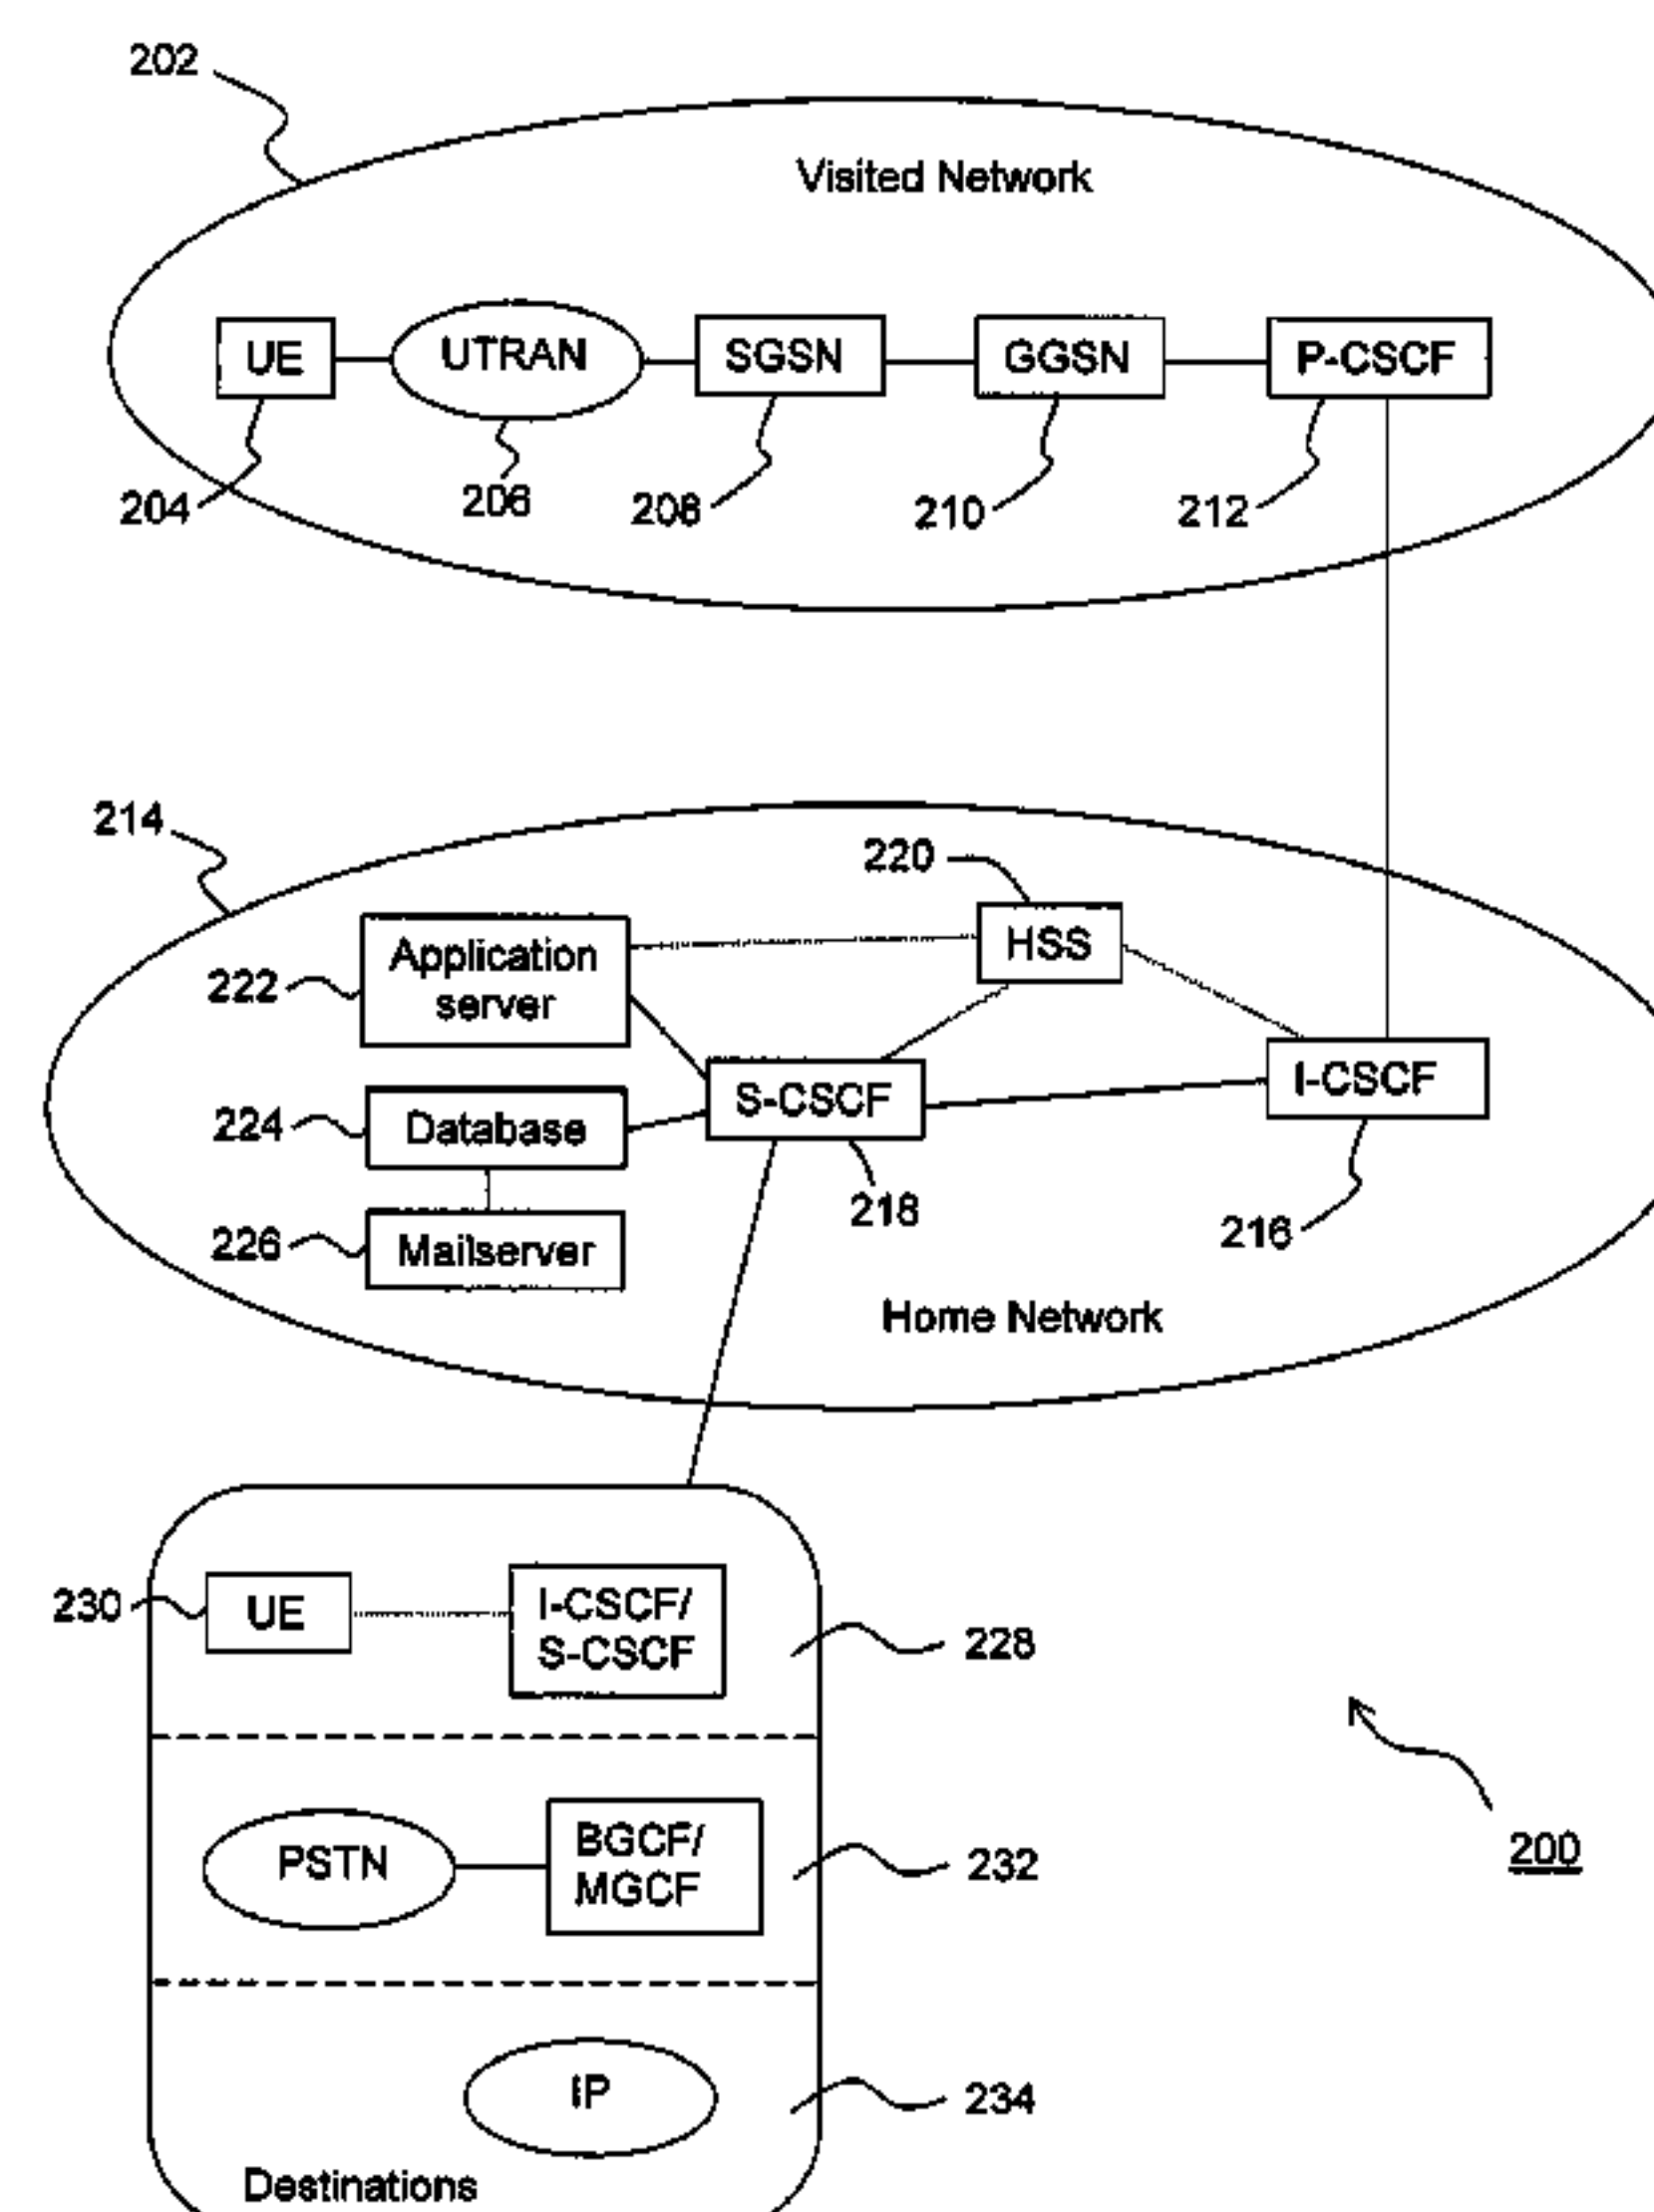 202
Visited Network
UE
UTRAN
SGSN
GGSN
P-CSCF
204
206
208
210
212
214
220
HSS
Application
server
222
I-CSCF
S-CSCF
224
Database
218
216
226
Mailserver
Home Network
230
UE
I-CSCF/
S-CSCF
228
PSTN
BGCF/
MGCF
232
200
IP
234
Destinations